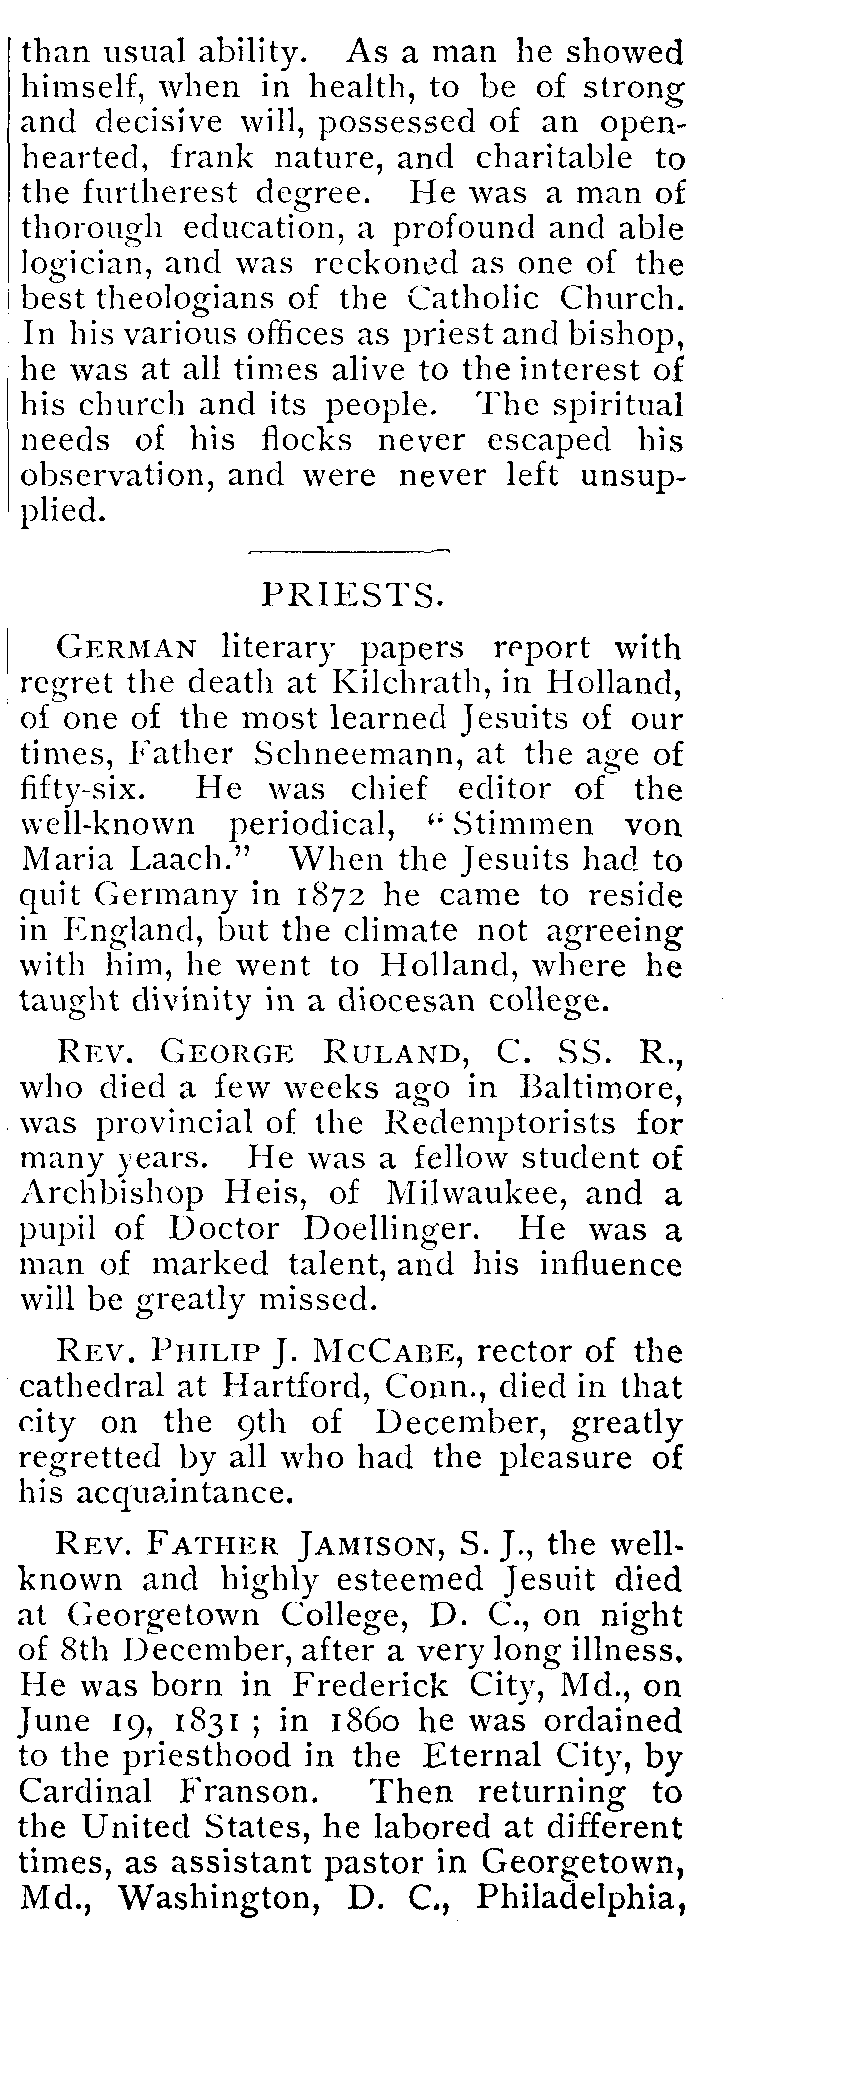 than usual ability. As a man he showed
himself, when in health, to be of strong
and decisive will, possessed of an open-
hearted, frank nature, and charitable to
the furtherest degree. He was a man of
thorough education, a profound and able
logician, and was reckoned as one of the
best theologians of the Catholic Church.
In his various offices as priest and bishop,
he was at all times alive to the interest of
his church and its people. The spiritual
needs of his flocks never escaped his
observation, and were never left unsup-
plied.
PRIESTS.
GERMAN literary papers report with
regret the death at Kilchrath, in Holland,
of one of the most learned Jesuits of our
times, Father Schneemann, at the age of
fifty-six. He was chief editor of the
well-known periodical, “Stimmen von
Maria Laach.” When the Jesuits had to
quit Germany in 1872 he came to reside
in England, but the climate not agreeing
with him, he went to Holland, where he
taught divinity in a diocesan college.
REV. GEORGE RULAND, C. SS. R.,
who died a few weeks ago in Baltimore,
was provincial of the Redemptorists for
many years. He was a fellow student of
Archbishop Heis, of Milwaukee, and a
pupil of Doctor Doellinger. He was a
man of marked talent, and his influence
will be greatly missed.
REV. PHILIP J. MCCABE, rector of the
cathedral at Hartford, Conn., died in that
city on the 9th of December, greatly
regretted by all who had the pleasure of
his acquaintance.
REV. FATHER JAMISON, S. J., the well-
known and highly esteemed Jesuit died
at Georgetown College, D. C., on night
of 8th December, after a very long illness.
He was born in Frederick City, Md., on
June 19, 1831 ; in 1860 he was ordained
to the priesthood in the Eternal City, by
Cardinal Franson. Then returning to
the United States, he labored at different
times, as assistant pastor in Georgetown,
Md., Washington, D. C., Philadelphia,